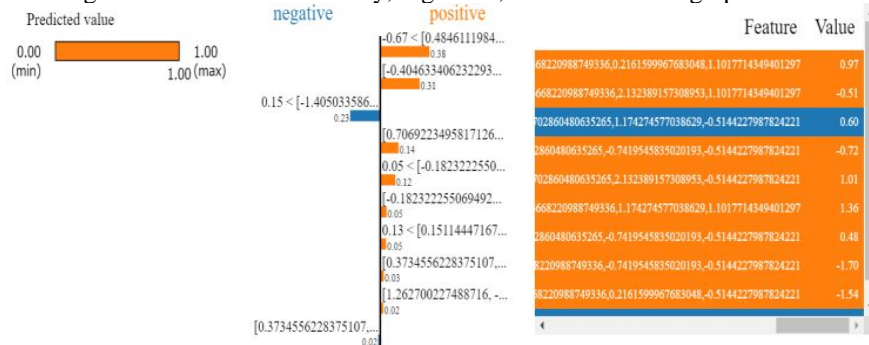 Predicted value
0.00
1.00
(min)
1.00 (max)
negative
positive
-0.67 < [0.4846111984...
0.38
[-0.404633406232293...
0.31
0.15 < [-1.405033586...
0.23
[0.7069223495817126...
0.14
0.05 < [-0.1823222550...
0.12
[-0.182322255069492...
0.05
0.13 < [0.15114447167...
0.05
[0.3734556228375107,...
0.03
[1.262700227488716, -...
0.02
[0.3734556228375107,...
0.02
Feature Value
68220988749336,0.2161599967683048,1.1017714349401297 0.97
668220988749336,2.132389157308953,1.1017714349401297 -0.51
702860480635265,1.174274577038629,-0.5144227987824221 0.60
2860480635265,-0.7419545835020193,-0.5144227987824221 -0.72
702860480635265,2.132389157308953,-0.5144227987824221 1.01
668220988749336,1.174274577038629,1.1017714349401297 1.36
2860480635265,-0.7419545835020193,-0.5144227987824221 0.48
8220988749336,-0.7419545835020193,-0.5144227987824221 -1.70
68220988749336,0.2161599967683048,-0.5144227987824221 -1.54